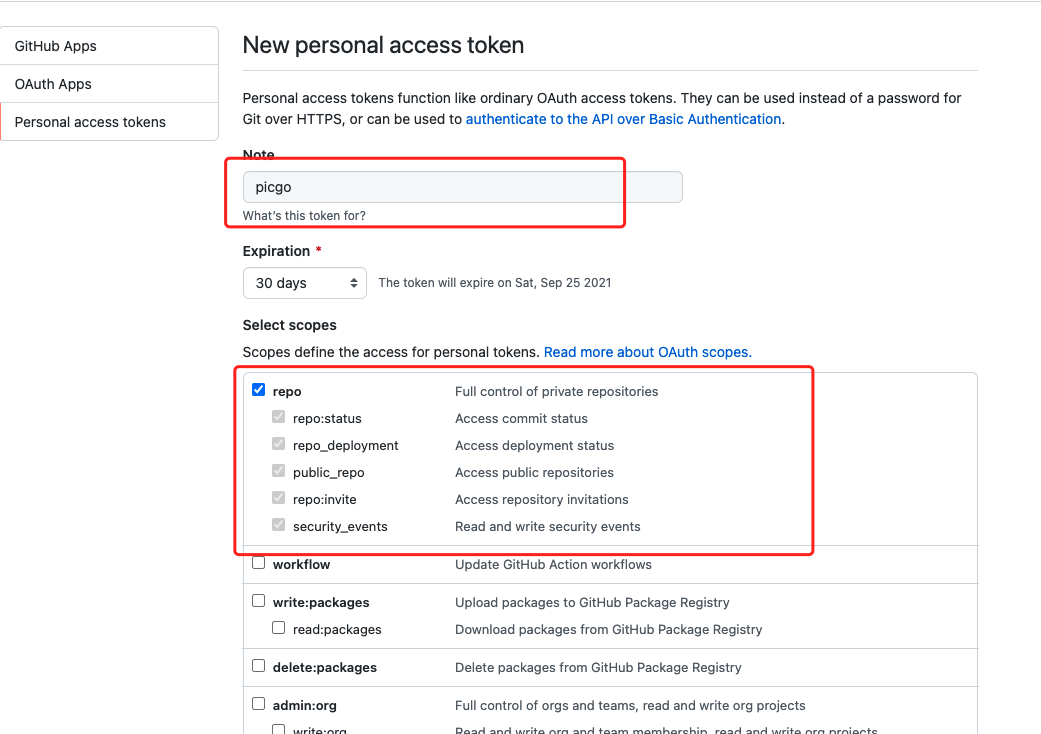 GitHub Apps
OAuth Apps
Personal access tokens
New personal access token
Personal access tokens function like ordinary OAuth access tokens. They can be used instead of a password for
Git over HTTPS, or can be used to authenticate to the API over Basic Authentication.
Note
picgo
What's this token for?
Expiration *
30 days The token will expire on Sat, Sep 25 2021
Select scopes
Scopes define the access for personal tokens. Read more about OAuth scopes.
repo Full control of private repositories
repo:status Access commit status
repo_deployment Access deployment status
public_repo Access public repositories
repo:invite Access repository invitations
security_events Read and write security events
workflow Update GitHub Action workflows
write:packages Upload packages to GitHub Package Registry
read:packages Download packages from GitHub Package Registry
delete:packages Delete packages from GitHub Package Registry
admin:org Full control of orgs and teams, read and write org projects
write:org Read and write org and team membership, read and write org projects